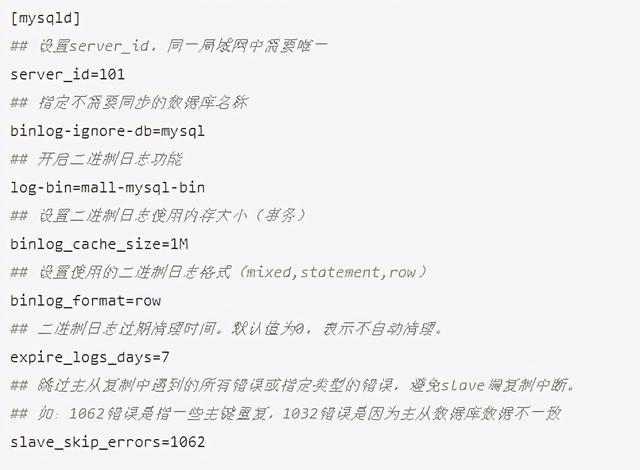 [mysqld]
## 设置server_id，同一局域网中需要唯一
server_id=101
## 指定不需要同步的数据库名称
binlog-ignore-db=mysql
## 开启二进制日志功能
log-bin=mall-mysql-bin
## 设置二进制日志使用内存大小（事务）
binlog_cache_size=1M
## 设置使用的二进制日志格式（mixed,statement,row）
binlog_format=row
## 二进制日志过期清理时间。默认值为0，表示不自动清理。
expire_logs_days=7
## 跳过主从复制中遇到的所有错误或指定类型的错误，避免slave端复制中断。
## 如：1062错误是指一些主键重复，1032错误是因为主从数据库数据不一致
slave_skip_errors=1062